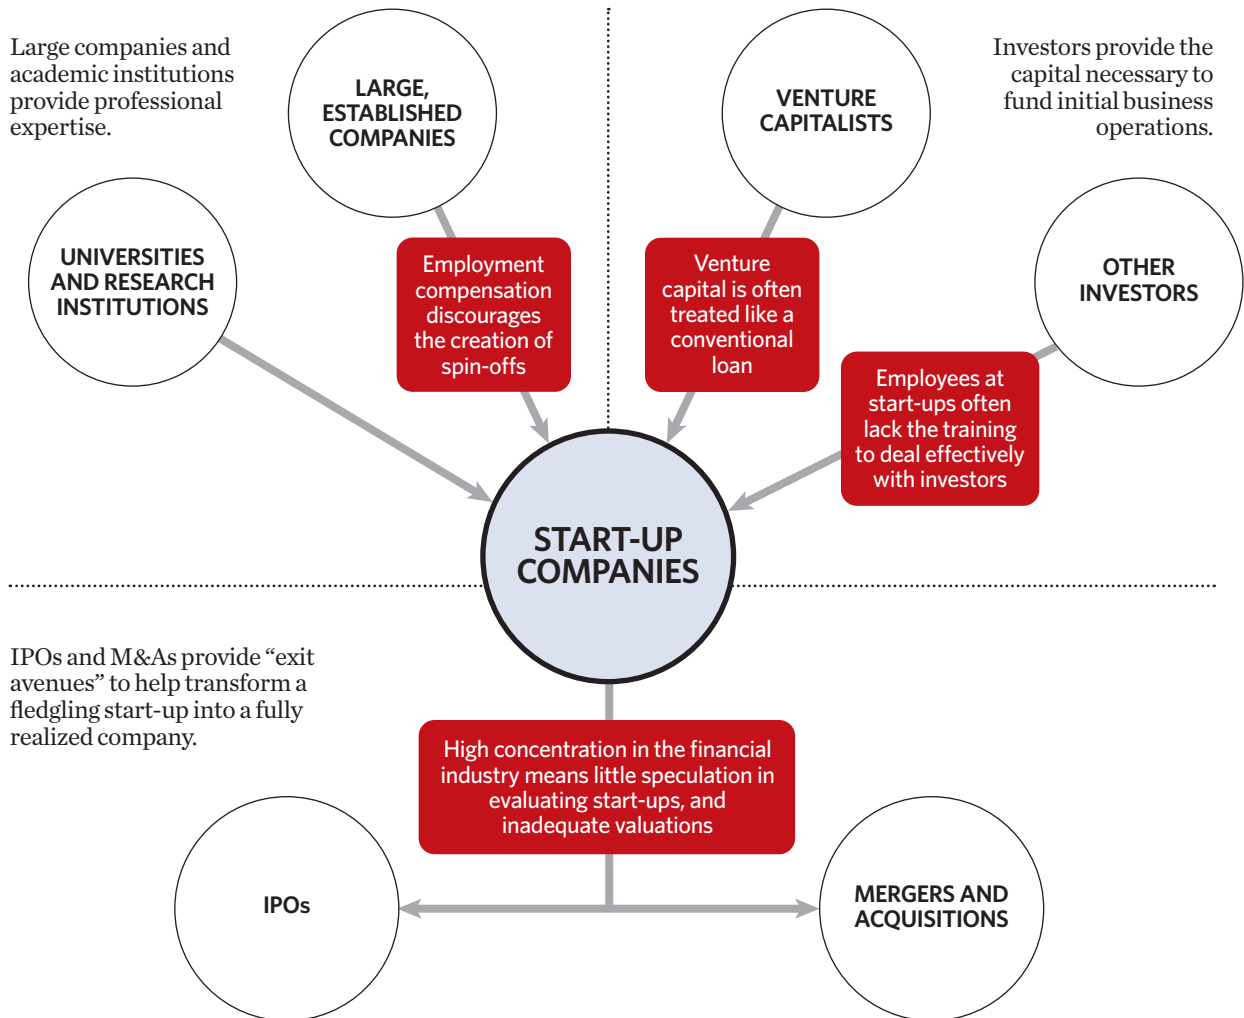 Large companies and
academic institutions
provide professional
expertise.
LARGE,
ESTABLISHED
COMPANIES
VENTURE
CAPITALISTS
Investors provide the
capital necessary to
fund initial business
operations.
UNIVERSITIES
AND RESEARCH
INSTITUTIONS
Employment
compensation
discourages
the creation of
spin-offs
Venture
capital is often
treated like a
conventional
loan
OTHER
INVESTORS
Employees at
start-ups often
lack the training
to deal effectively
with investors
START-UP
COMPANIES
IPOs and M&As provide “exit
avenues” to help transform a
fledgling start-up into a fully
realized company.
High concentration in the financial
industry means little speculation in
evaluating start-ups, and
inadequate valuations
IPOs
MERGERS AND
ACQUISITIONS